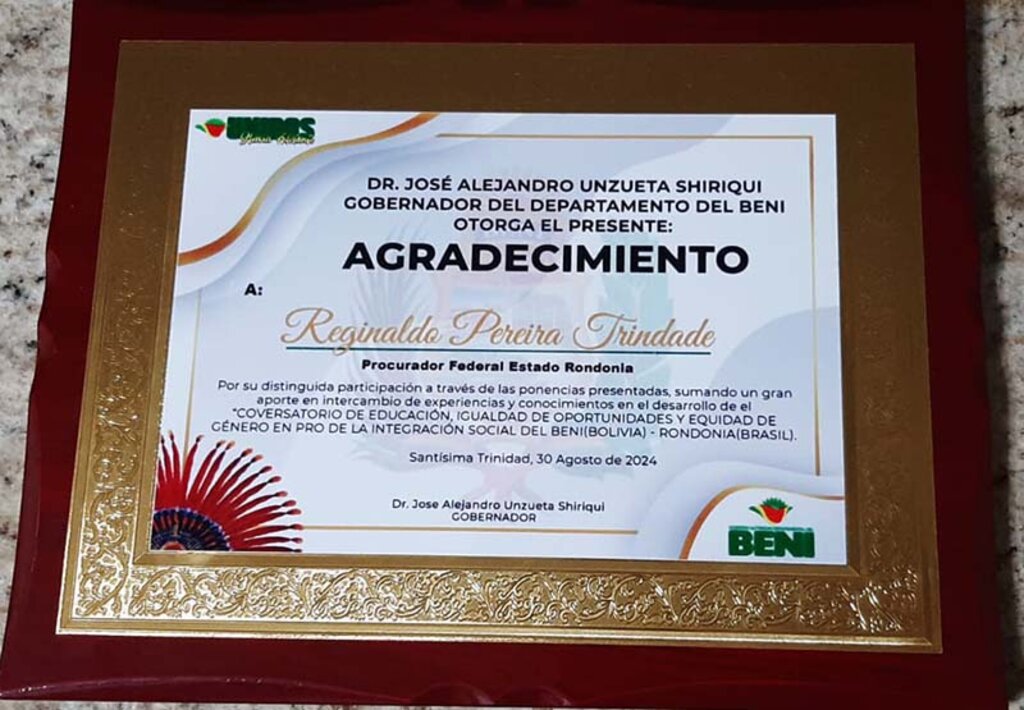 UNIDOS
DR. JOSÉ ALEJANDRO UNZUETA SHIRIQUI
GOBERNADOR DEL DEPARTAMENTO DEL BENI
OTORGA EL PRESENTE:
AGRADECIMIENTO
A:
Reginaldo Pereira Trindade
Procurador Federal Estado Rondonia
Por su distinguida participación a través de las ponencias presentadas, sumando un gran
aporte en intercambio de experiencias y conocimientos en el desarrollo de el
"COVERSATORIO DE EDUCACIÓN, IGUALDAD DE OPORTUNIDADES Y EQUIDAD DE
GÉNERO EN PRO DE LA INTEGRACIÓN SOCIAL DEL BENI(BOLIVIA) - RONDONIA(BRASIL).
Santísima Trinidad, 30 Agosto de 2024
Dr. Jose Alejandro Unzueta Shiriqui
GOBERNADOR
BENI